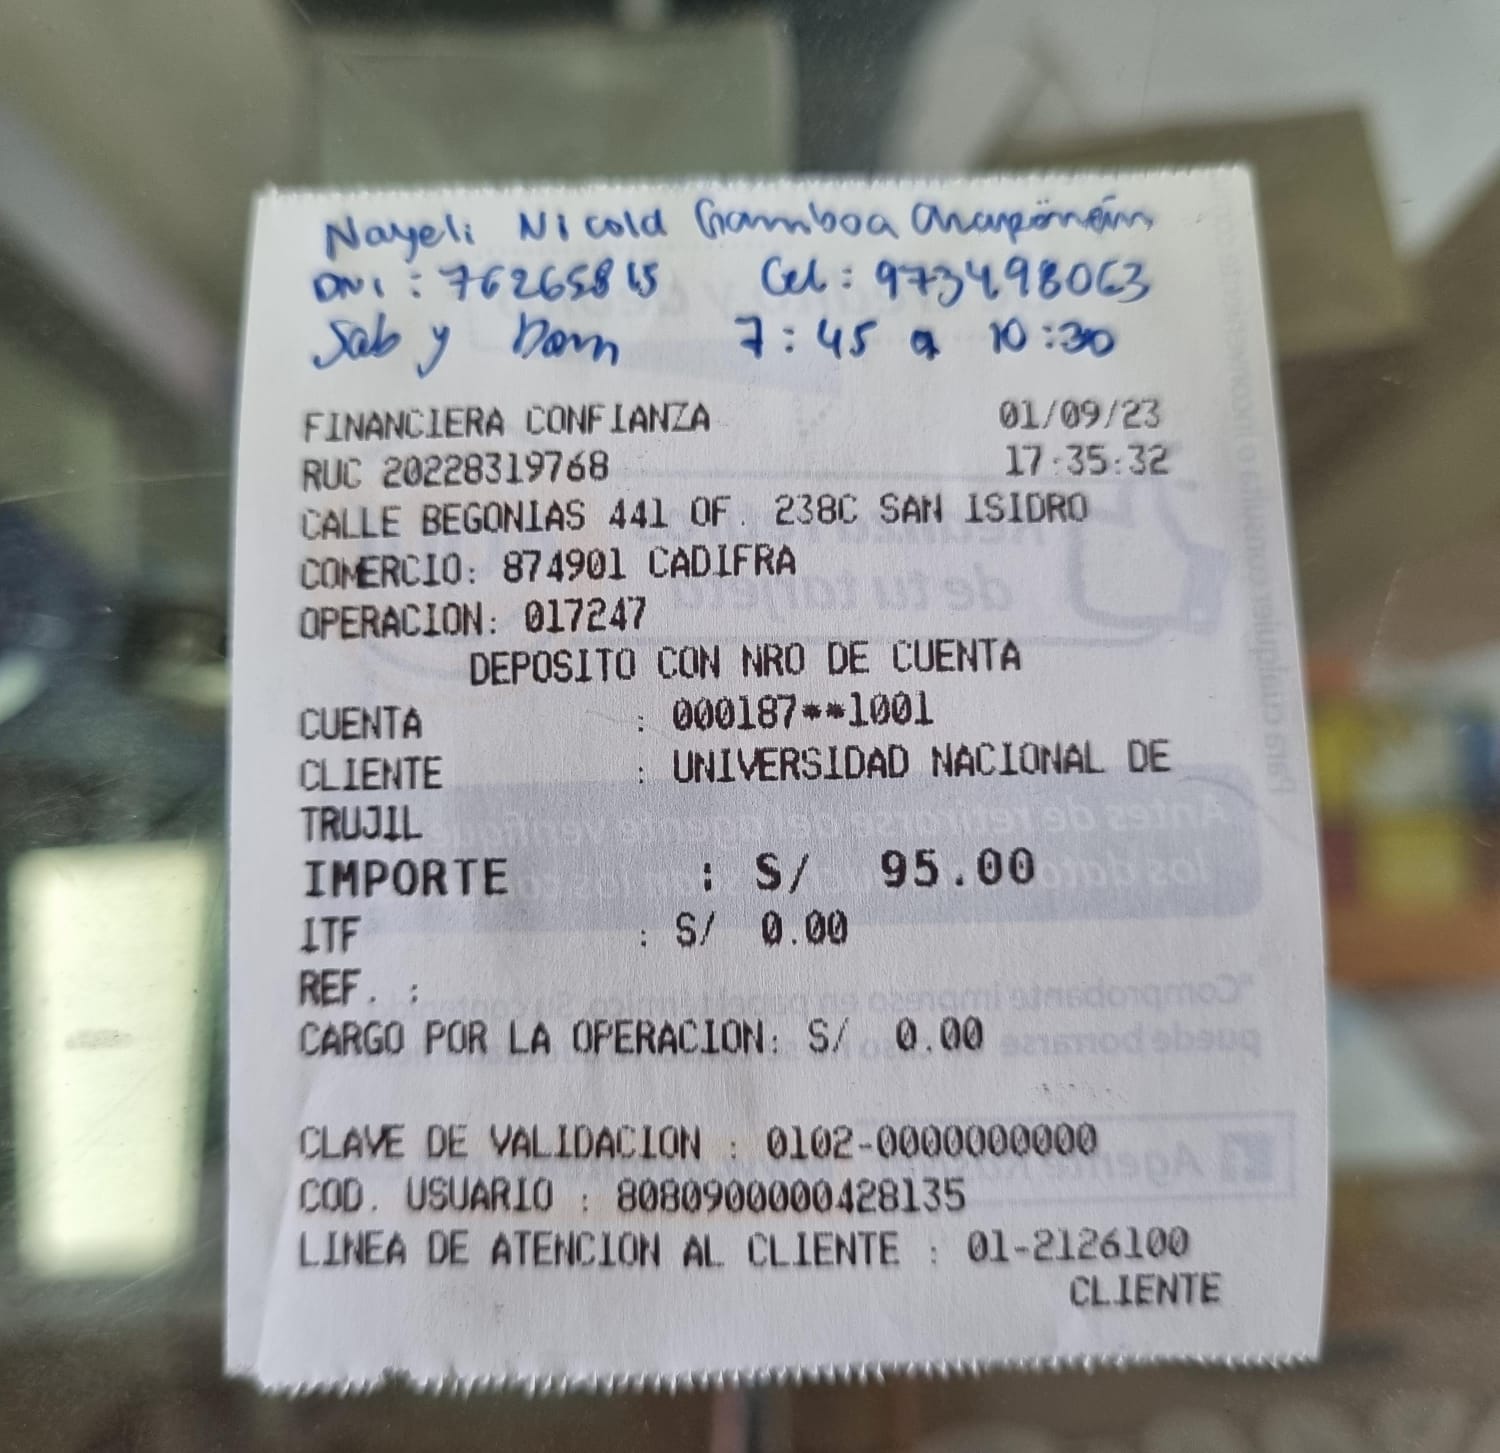 Nayeli Nicold Gamboa
DNI: 76265815 Cel: 973498063
Sab y Dom 7:45 a 10:30
FINANCIERA CONFIANZA 01/09/23
RUC 20228319768 17:35:32
CALLE BEGONIAS 441 OF. 238C SAN ISIDRO
COMERCIO: 874901 CADIFRA
OPERACION: 017247
DEPOSITO CON NRO DE CUENTA
CUENTA : 000187**1001
CLIENTE : UNIVERSIDAD NACIONAL DE
TRUJIL
IMPORTE : S/ 95.00
ITF : S/ 0.00
REF. :
CARGO POR LA OPERACION: S/ 0.00
CLAVE DE VALIDACION : 0102-0000000000
COD. USUARIO : 8080900000428135
LINEA DE ATENCION AL CLIENTE : 01-2126100
CLIENTE